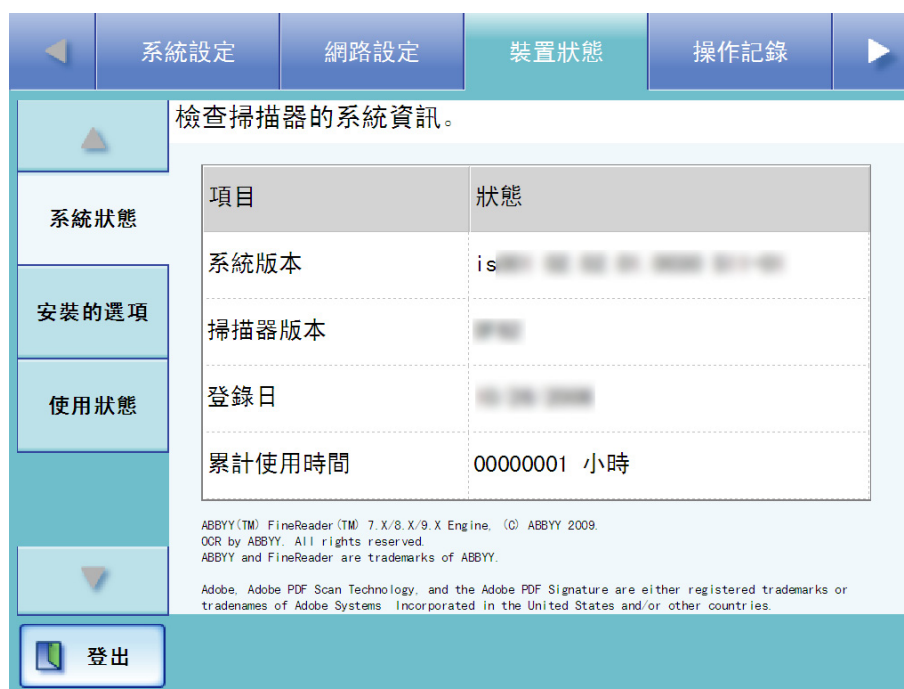 系統設定 網路設定 裝置狀態 操作記錄
檢查掃描器的系統資訊。
系統狀態
安裝的選項
使用狀態
項目 狀態
系統版本 is
掃描器版本
登錄日
累計使用時間 00000001 小時
ABBYY(TM) FineReader(TM) 7.X/8.X/9.X Engine, (C) ABBYY 2009.
OCR by ABBYY. All rights reserved.
ABBYY and FineReader are trademarks of ABBYY.
Adobe, Adobe PDF Scan Technology, and the Adobe PDF Signature are either registered trademarks or
tradenames of Adobe Systems Incorporated in the United States and/or other countries.
登出